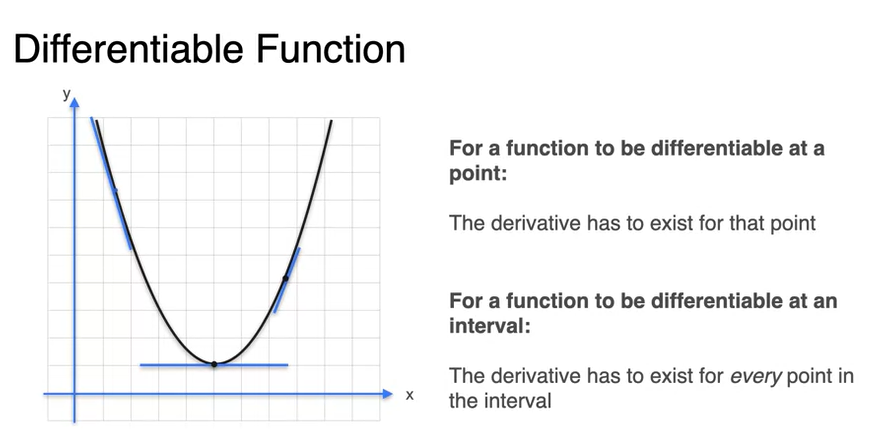 Differentiable Function
y
x
For a function to be differentiable at a
point:
The derivative has to exist for that point
For a function to be differentiable at an
interval:
The derivative has to exist for every point in
the interval